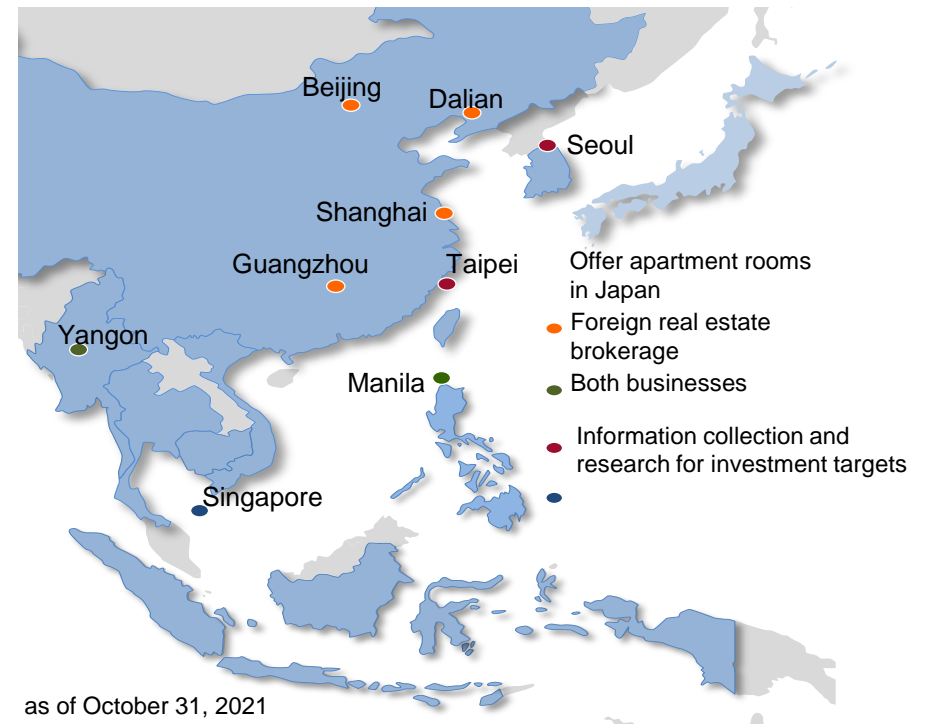 Beijing
Dalian
Seoul
Shanghai
Guangzhou
Taipei
Offer apartment rooms
in Japan
Foreign real estate
brokerage
Yangon
Manila
Both businesses
Information collection and
research for investment targets
Singapore
as of October 31, 2021